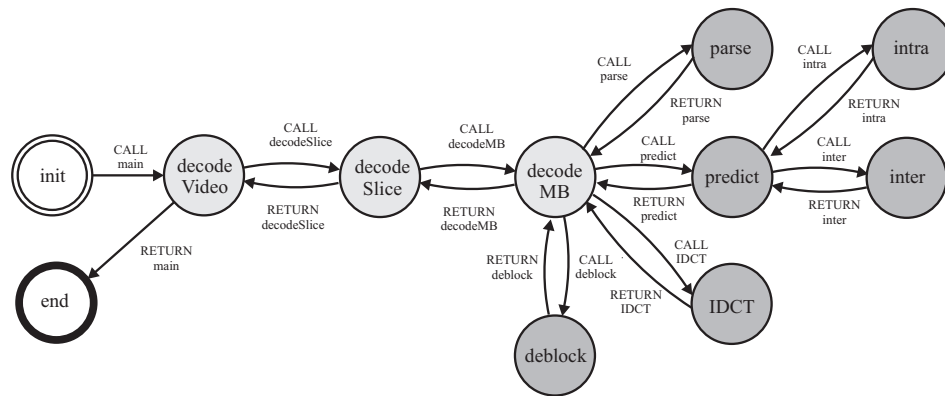 parse
intra
CALL
parse
CALL
intra
RETURN
parse
RETURN
intra
init
CALL
main
decode
Video
CALL
decodeSlice
RETURN
decodeSlice
decode
Slice
CALL
decodeMB
RETURN
decodeMB
decode
MB
CALL
predict
RETURN
predict
predict
CALL
inter
RETURN
inter
inter
RETURN
main
end
RETURN
deblock
CALL
deblock
CALL
IDCT
RETURN
IDCT
IDCT
deblock